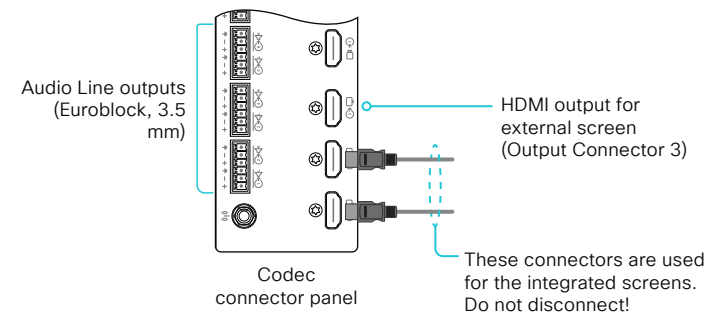 Audio Line outputs
(Euroblock, 3.5
mm)
HDMI output for
external screen
(Output Connector 3)
These connectors are used
for the integrated screens.
Do not disconnect!
Codec
connector panel